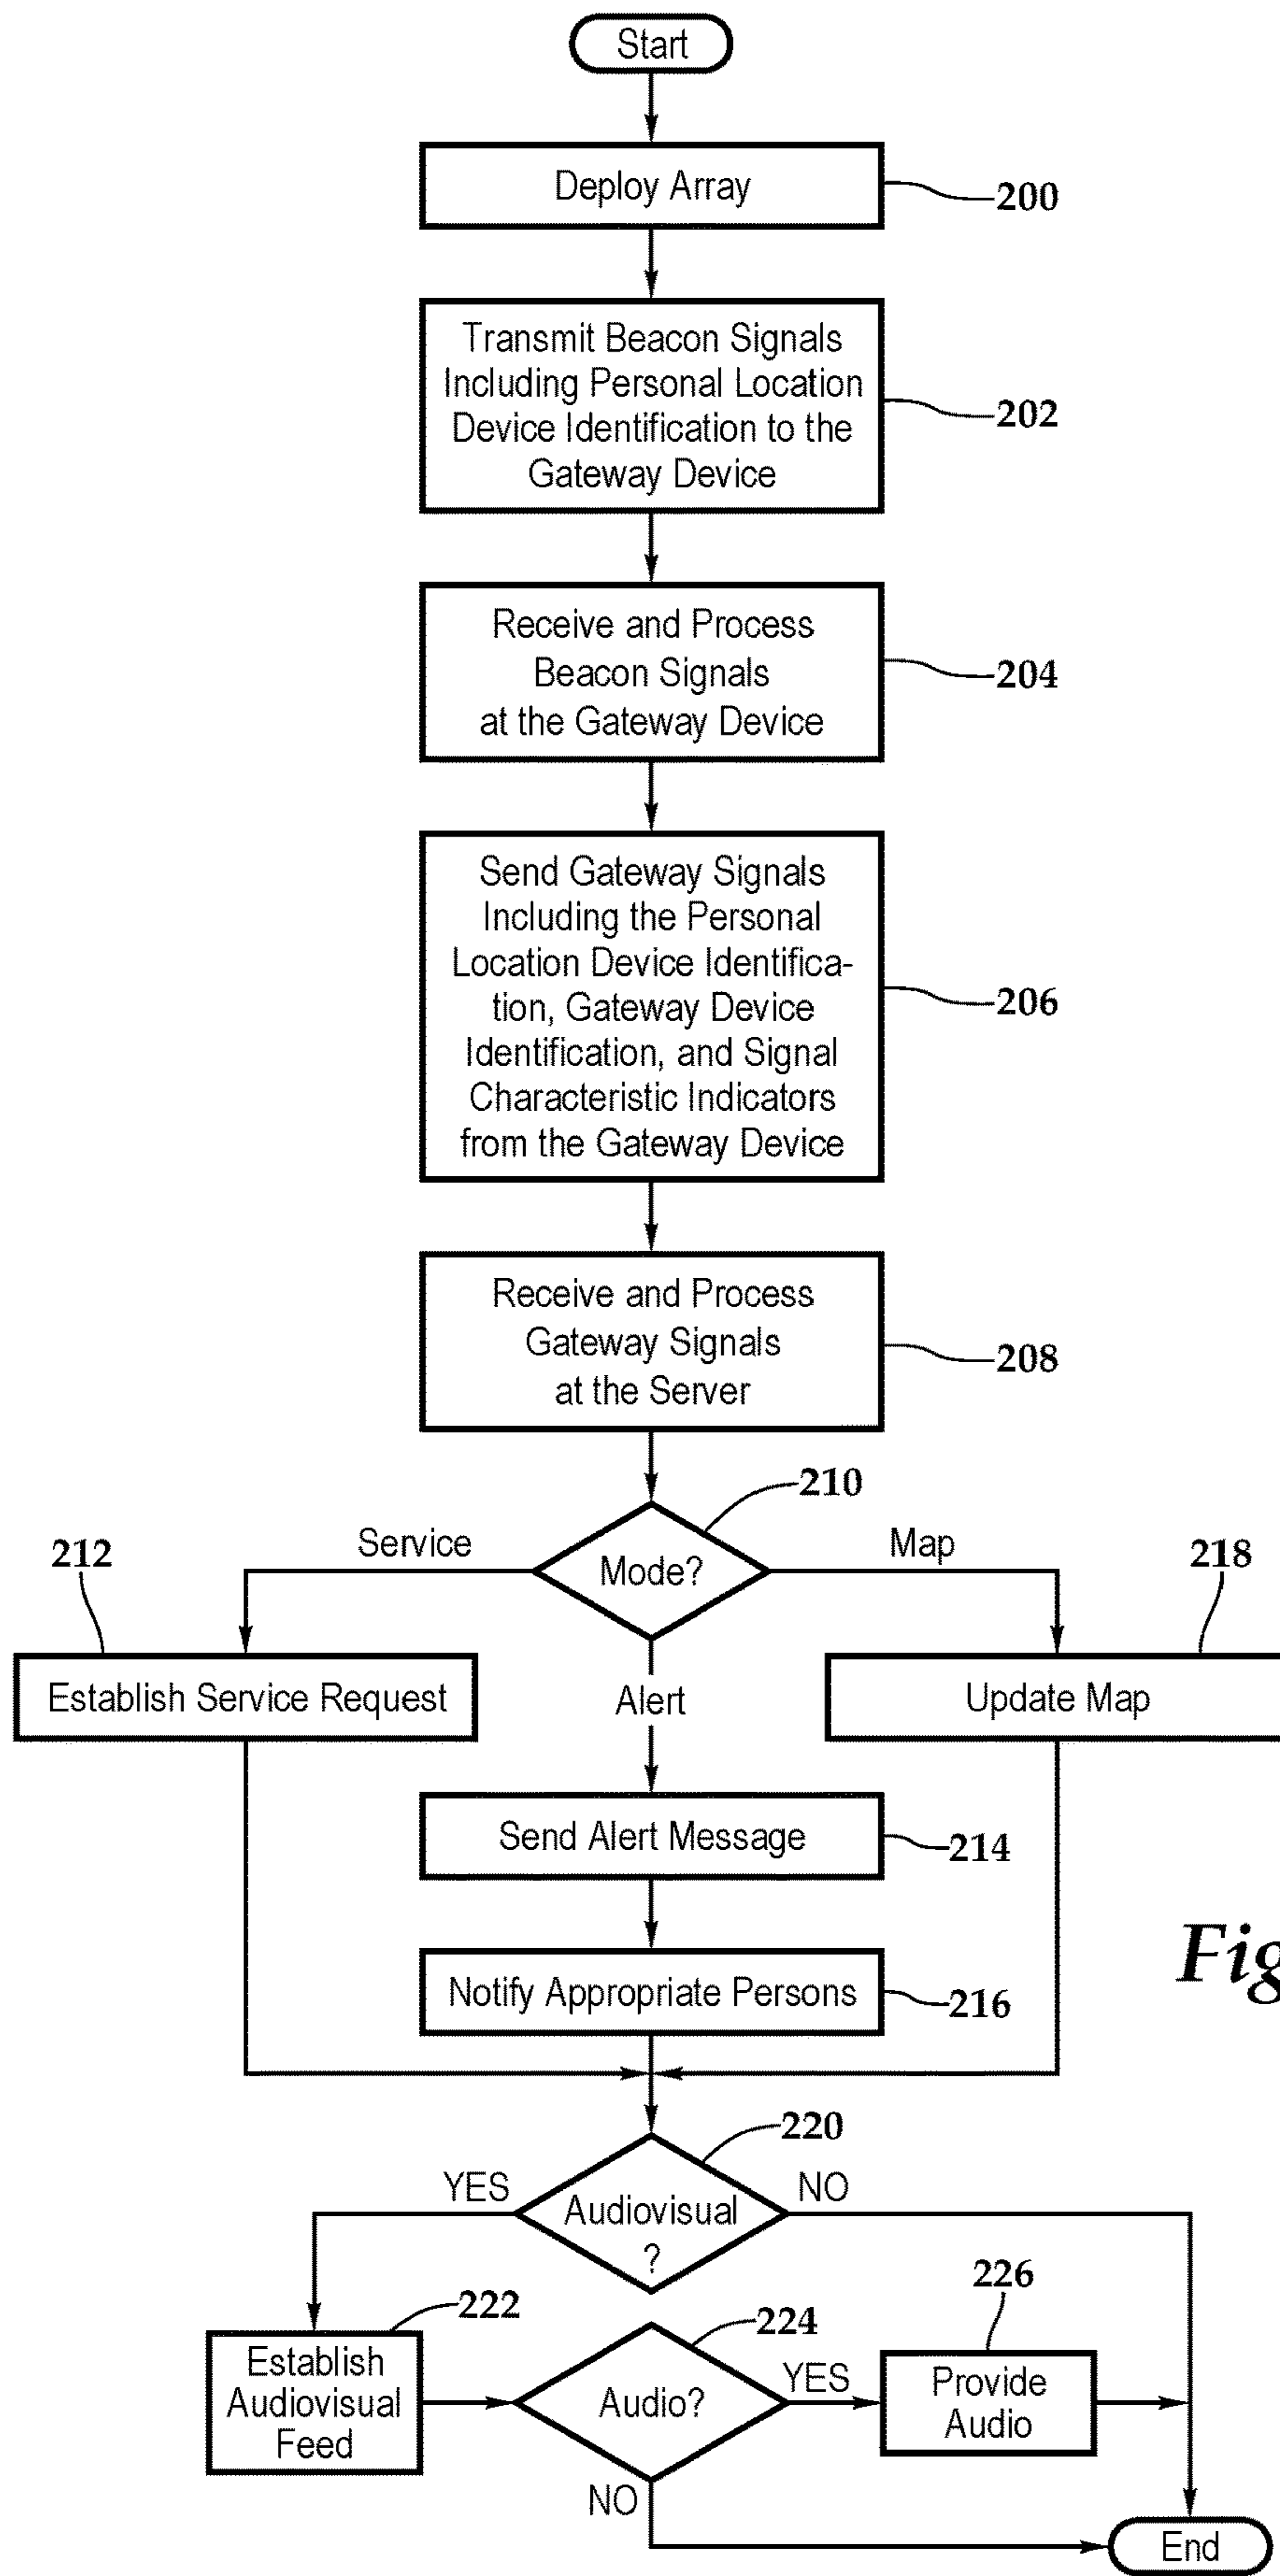 Start
Deploy Array
200
Transmit Beacon Signals
Including Personal Location
Device Identification to the
Gateway Device
202
Receive and Process
Beacon Signals
at the Gateway Device
204
Send Gateway Signals
Including the Personal
Location Device Identifica-
tion, Gateway Device
Identification, and Signal
Characteristic Indicators
from the Gateway Device
206
Receive and Process
Gateway Signals
at the Server
208
210
Mode?
Service
Map
Alert
212
Establish Service Request
218
Update Map
Send Alert Message
214
Notify Appropriate Persons
216
Fig
220
Audiovisual
?
YES
NO
222
Establish
Audiovisual
Feed
224
Audio?
YES
NO
226
Provide
Audio
End